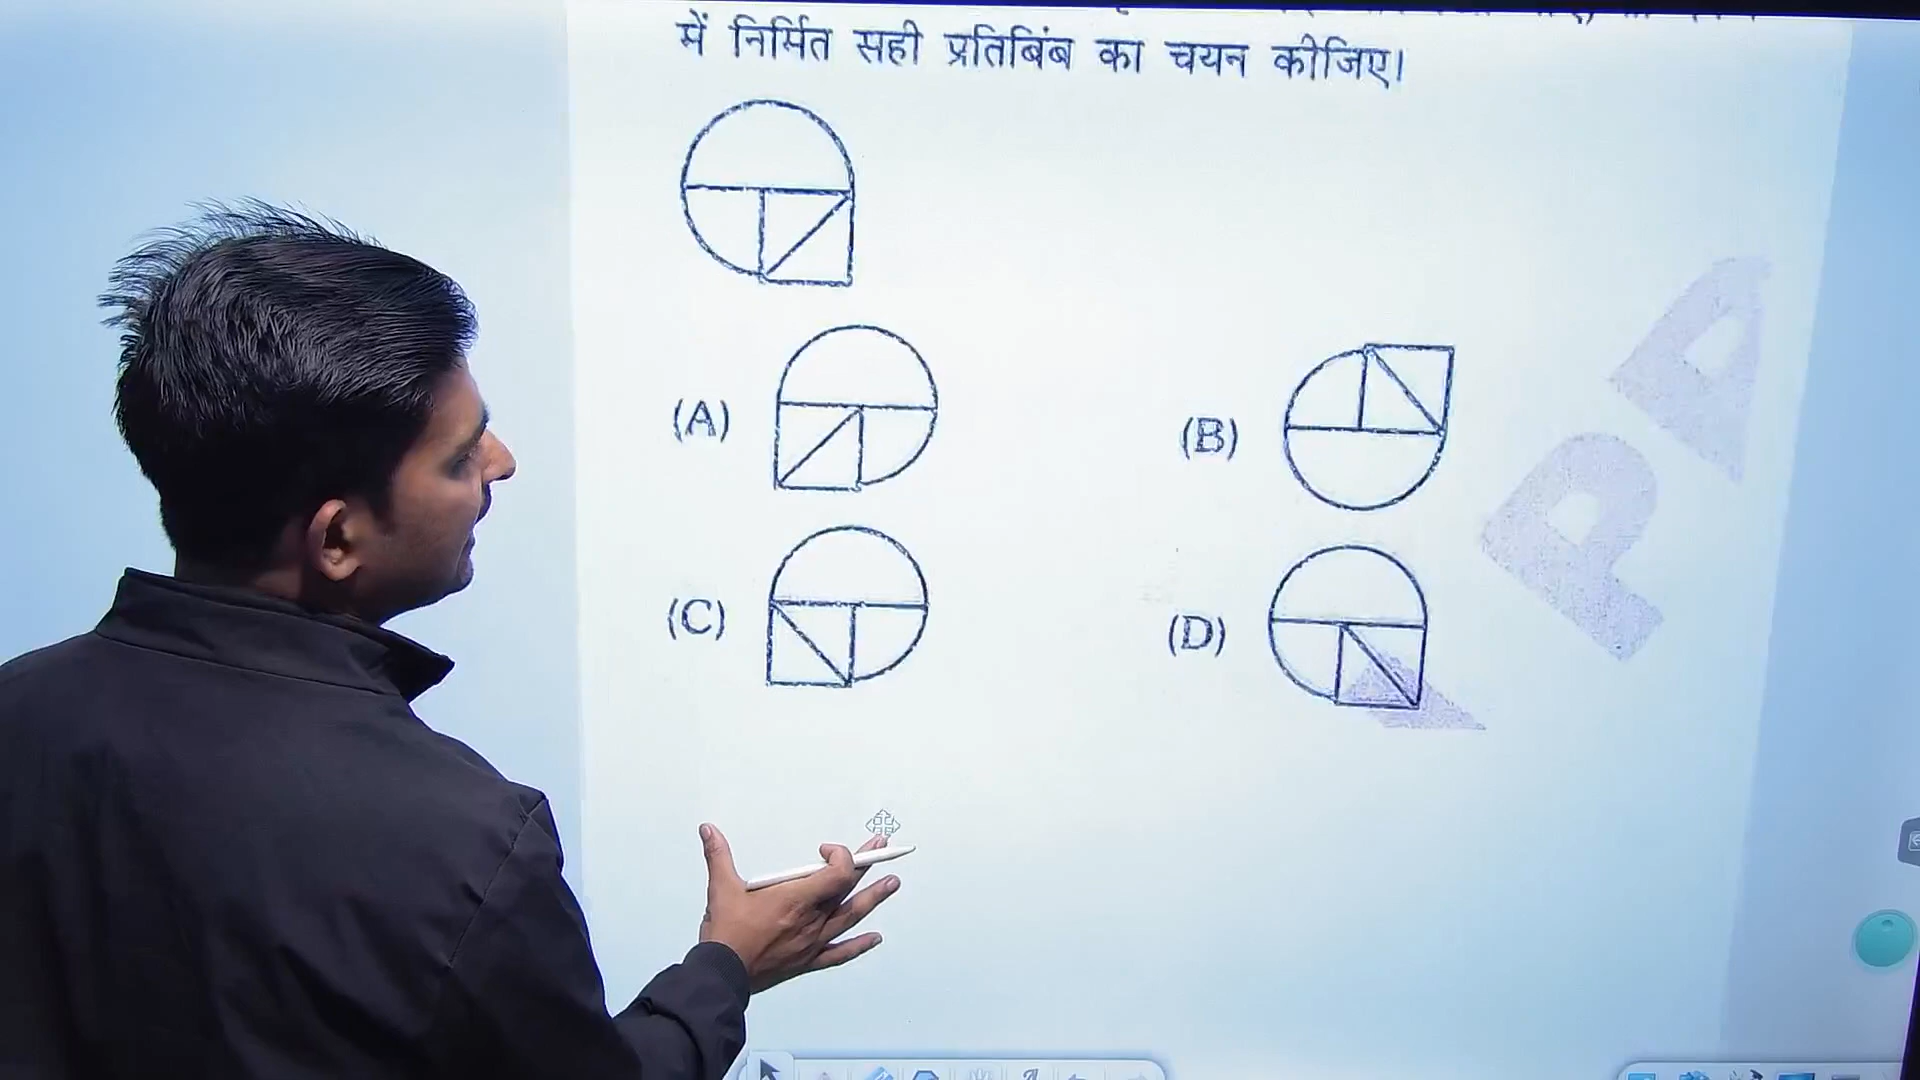 में निर्मित सही प्रतिबिंब का चयन कीजिए।
(A)
(B)
(C)
(D)